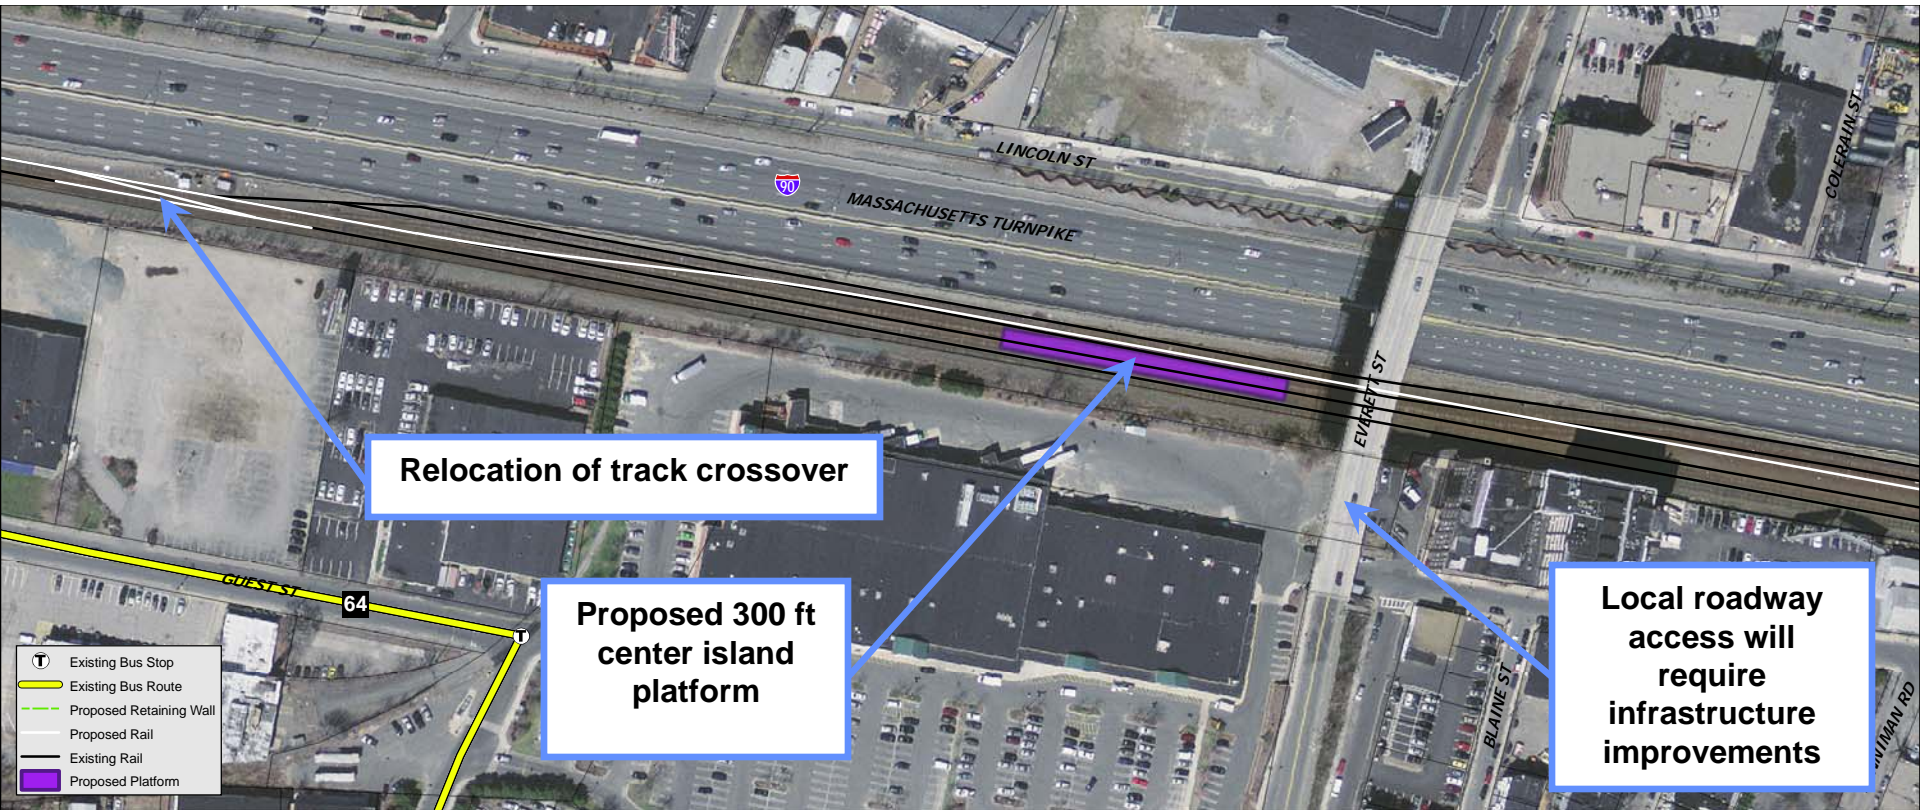 LINCOLN ST
COLERAIN ST
90
MASSACHUSETTS TURNPIKE
EVERETT ST
Relocation of track crossover
Proposed 300 ft
center island
platform
Local roadway
access will
require
infrastructure
improvements
GUEST ST
64
BLAINE ST
RD
T Existing Bus Stop
Existing Bus Route
Proposed Retaining Wall
Proposed Rail
Existing Rail
Proposed Platform
T